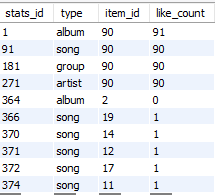 stats_id type item_id like_count
1 album 90 91
91 song 90 90
181 group 90 90
271 artist 90 90
364 album 2 0
366 song 19 1
370 song 14 1
371 song 12 1
372 song 17 1
374 song 11 1